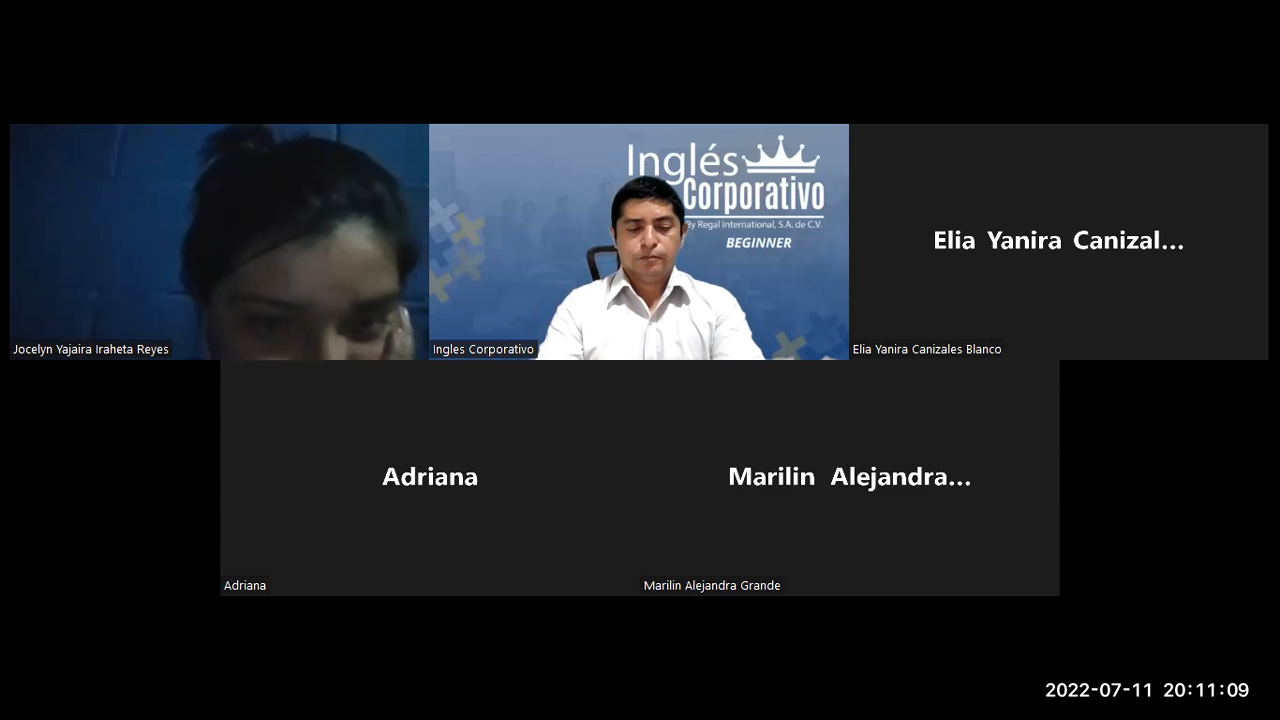 Inglés
Corporativo
By Regal International, S.A. de C.V.
BEGINNER
Elia Yanira Canizal...
Jocelyn Yajaira Iraheta Reyes
Ingles Corporativo
Elia Yanira Canizales Blanco
Adriana
Marilin Alejandra...
Adriana
Marilin Alejandra Grande
2022-07-11 20:11:09